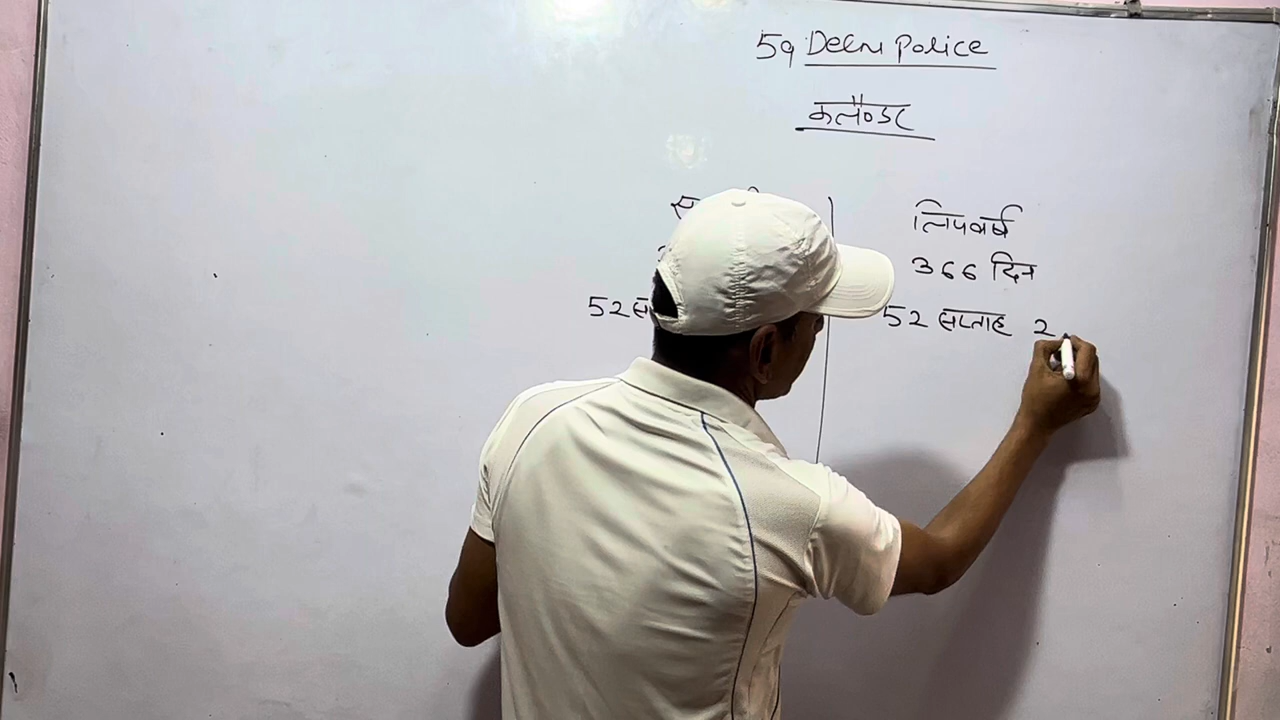 59 Delhi Police
कलैण्डर
लिपवर्ष
366 दिन
52
52 सप्ताह 2